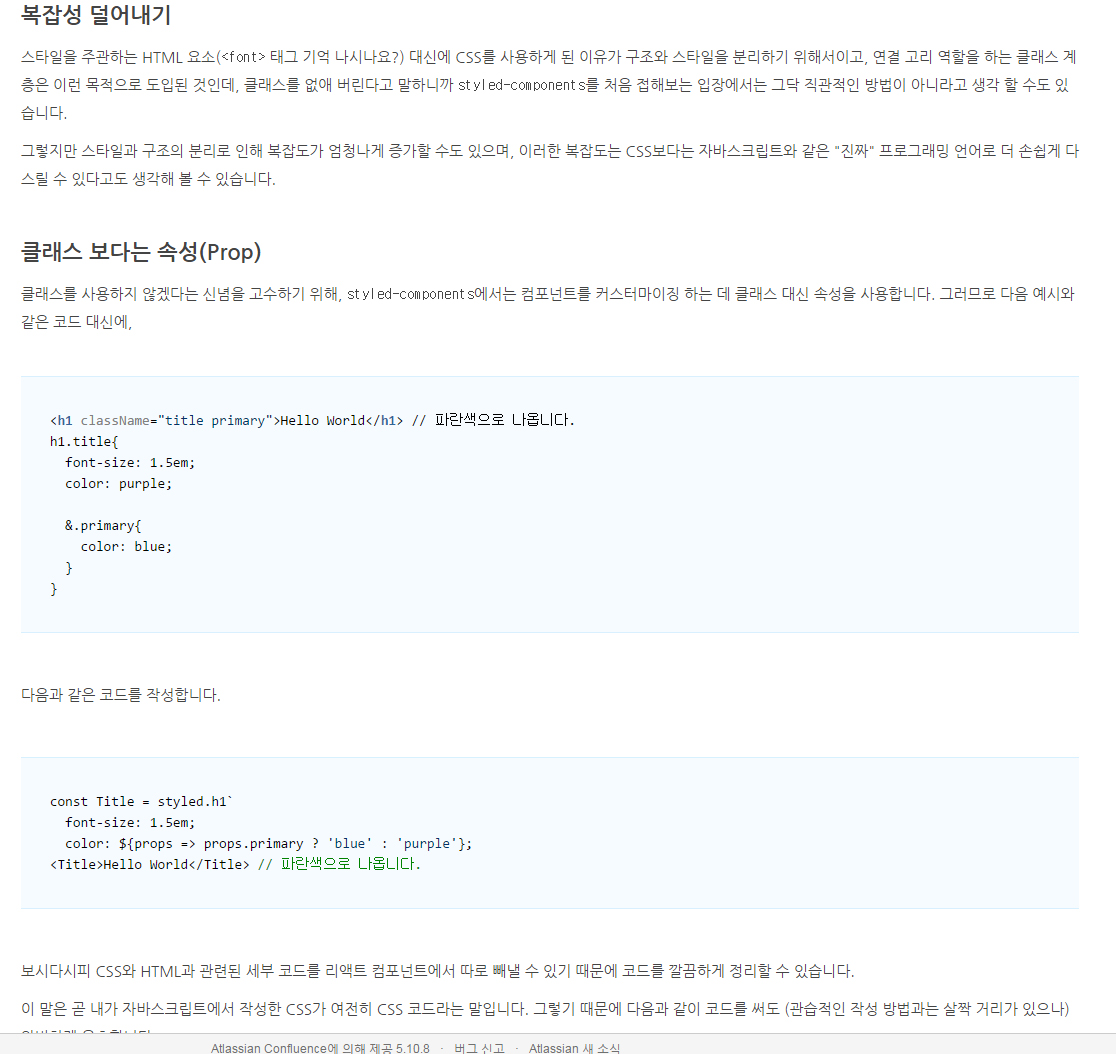 복잡성 덜어내기
스타일을 주관하는 HTML 요소(<font> 태그 기억 나시나요?) 대신에 CSS를 사용하게 된 이유가 구조와 스타일을 분리하기 위해서이고, 연결 고리 역할을 하는 클래스 계
층은 이런 목적으로 도입된 것인데, 클래스를 없애 버린다고 말하니까 styled-components를 처음 접해보는 입장에서는 그닥 직관적인 방법이 아니라고 생각 할 수도 있
습니다.
그렇지만 스타일과 구조의 분리로 인해 복잡도가 엄청나게 증가할 수도 있으며, 이러한 복잡도는 CSS보다는 자바스크립트와 같은 "진짜" 프로그래밍 언어로 더 손쉽게 다
스릴 수 있다고도 생각해 볼 수 있습니다.
클래스 보다는 속성(Prop)
클래스를 사용하지 않겠다는 신념을 고수하기 위해, styled-components에서는 컴포넌트를 커스터마이징 하는 데 클래스 대신 속성을 사용합니다. 그러므로 다음 예시와
같은 코드 대신에,
<h1 className="title primary">Hello World</h1> // 파란색으로 나옵니다.
h1.title{
font-size: 1.5em;
color: purple;
&.primary{
color: blue;
}
}
다음과 같은 코드를 작성합니다.
const Title = styled.h1`
font-size: 1.5em;
color: ${props => props.primary ? 'blue' : 'purple'};
<Title>Hello World</Title> // 파란색으로 나옵니다.
보시다시피 CSS와 HTML과 관련된 세부 코드를 리액트 컴포넌트에서 따로 빼낼 수 있기 때문에 코드를 깔끔하게 정리할 수 있습니다.
이 말은 곧 내가 자바스크립트에서 작성한 CSS가 여전히 CSS 코드라는 말입니다. 그렇기 때문에 다음과 같이 코드를 써도 (관습적인 작성 방법과는 살짝 거리가 있으나)
Atlassian Confluence에 의해 제공 5.10.8 · 버그 신고 · Atlassian 새 소식